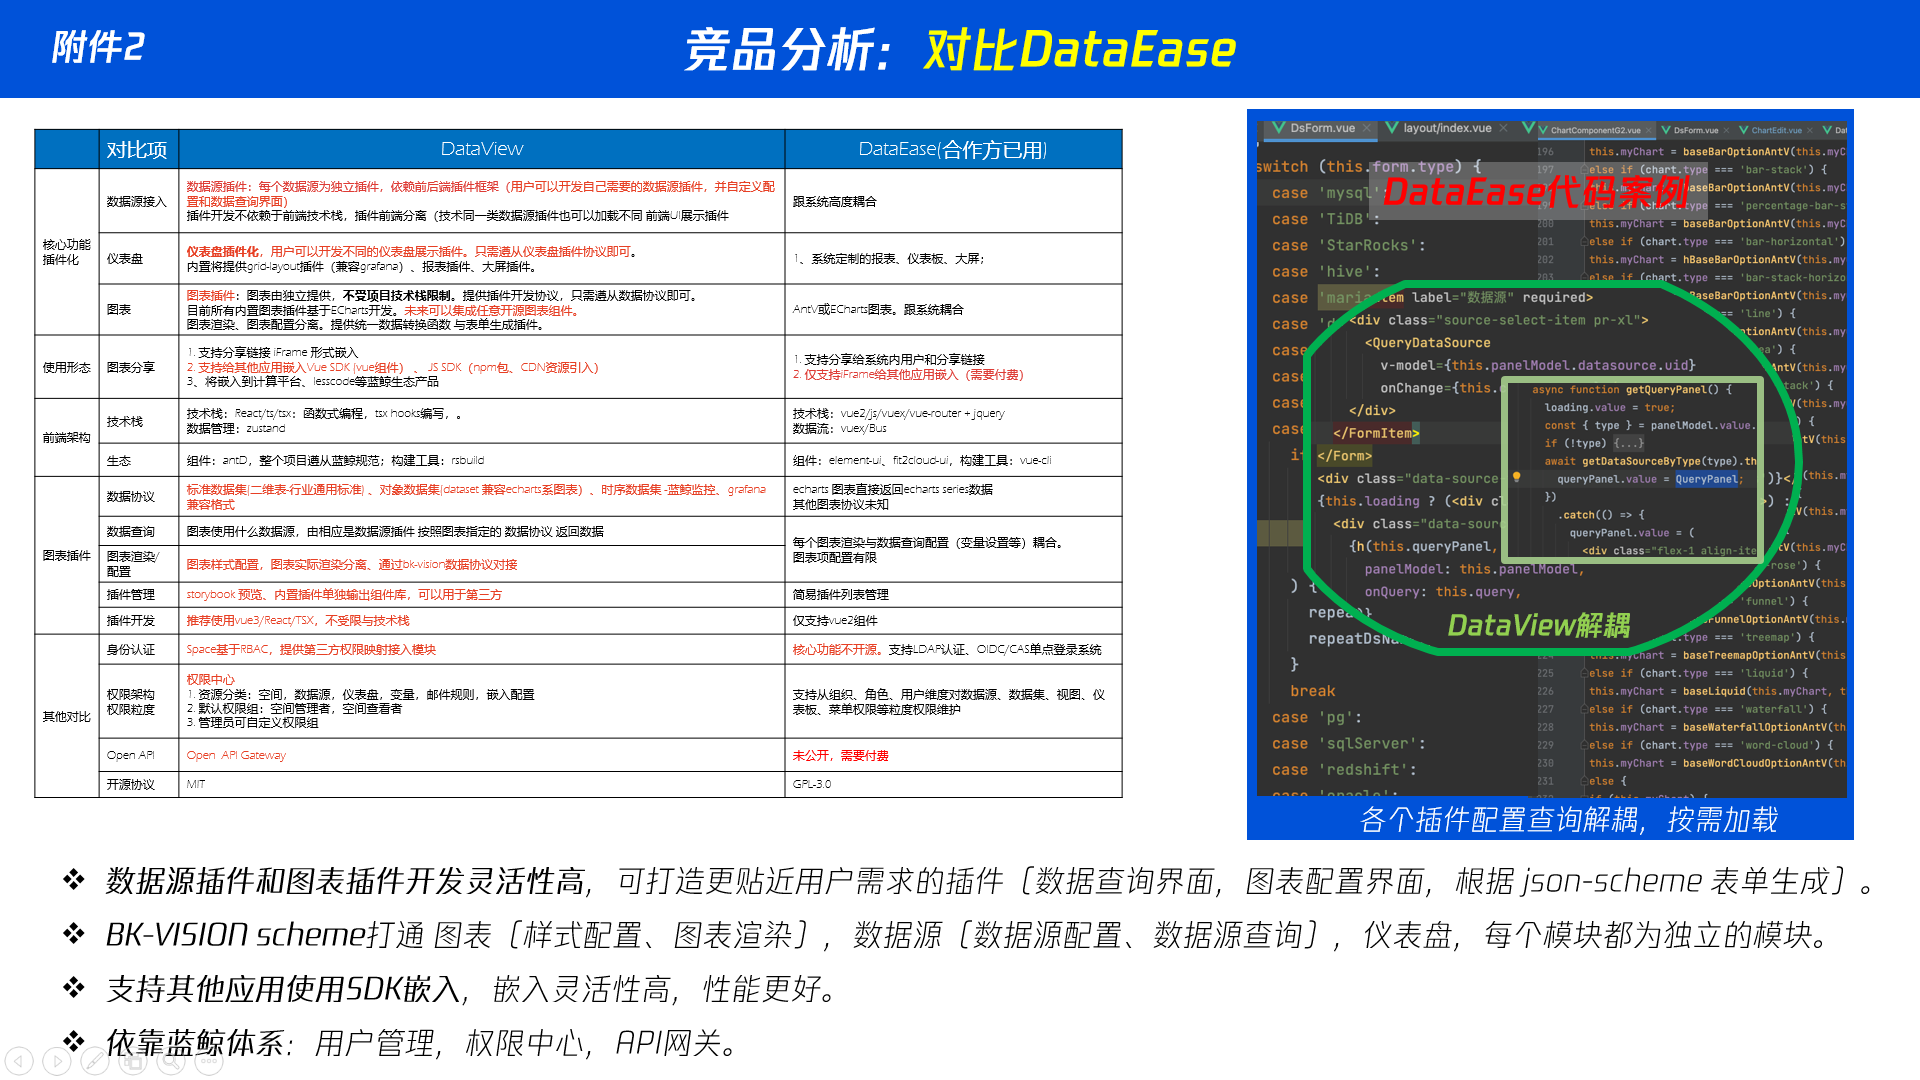 附件2
竞品分析：对比DataEase
对比项
DataView
DataEase(合作方已用)
核心功能
插件化
数据源接入
数据源插件：每个数据源为独立插件，依赖前后端插件框架（用户可以开发自己需要的数据源插件，并自定义配
置和数据查询界面）
插件开发不依赖于前端技术栈，插件前端分离（技术同一类数据源插件也可以加载不同 前端UI展示插件
跟系统高度耦合
仪表盘
仪表盘插件化，用户可以开发不同的仪表盘展示插件。只需遵从仪表盘插件协议即可。
内置将提供grid-layout插件（兼容grafana）、报表插件、大屏插件。
1、系统定制的报表、仪表板、大屏；
图表
图表插件：图表由独立提供，不受项目技术栈限制。提供插件开发协议，只需遵从数据协议即可。
目前所有内置图表插件基于ECharts开发。未来可以集成任意开源图表组件。
图表渲染、图表配置分离。提供统一数据转换函数 与表单生成插件。
AntV或ECharts图表。跟系统耦合
使用形态
图表分享
1. 支持分享链接 iFrame 形式嵌入
2. 支持给其他应用嵌入Vue SDK (vue组件) 、 JS SDK（npm包、CDN资源引入）
3、将嵌入到计算平台、lesscode等蓝鲸生态产品
1. 支持分享给系统内用户和分享链接
2. 仅支持iFrame给其他应用嵌入（需要付费）
前端架构
技术栈
技术栈：React/ts/tsx：函数式编程，tsx hooks编写，。
数据管理：zustand
技术栈：vue2/js/vuex/vue-router + jquery
数据流：vuex/Bus
生态
组件：antD，整个项目遵从蓝鲸规范；构建工具：rsbuild
组件：element-ui、fit2cloud-ui，构建工具：vue-cli
图表插件
数据协议
标准数据集(二维表-行业通用标准) 、对象数据集(dataset 兼容echarts系图表）、时序数据集 -蓝鲸监控、grafana
兼容格式
echarts 图表直接返回echarts series数据
其他图表协议未知
数据查询
图表使用什么数据源，由相应是数据源插件 按照图表指定的 数据协议 返回数据
每个图表渲染与数据查询配置（变量设置等）耦合。
图表项配置有限
图表渲染/
配置
图表样式配置，图表实际渲染分离、通过bk-vision数据协议对接
插件管理
storybook 预览、内置插件单独输出组件库，可以用于第三方
简易插件列表管理
插件开发
推荐使用vue3/React/TSX，不受限与技术栈
仅支持vue2组件
其他对比
身份认证
Space基于RBAC，提供第三方权限映射接入模块
核心功能不开源。支持LDAP认证、OIDC/CAS单点登录系统
权限架构
权限粒度
权限中心
1. 资源分类：空间，数据源，仪表盘，变量，邮件规则，嵌入配置
2. 默认权限组：空间管理者，空间查看者
3. 管理员可自定义权限组
支持从组织、角色、用户维度对数据源、数据集、视图、仪
表板、菜单权限等粒度权限维护
Open API
Open API Gateway
未公开，需要付费
开源协议
MIT
GPL-3.0
DsForm.vue
layout/index.vue
ChartComponentG2.vue
DsForm.vue
ChartEdit.vue
switch (this.form.type) {
case 'mysql'
case 'TiDB':
case 'StarRocks':
case 'hive':
case
case
case
case
case
case
DataEase代码案例
label="数据源" required>
<div class="source-select-item pr-xl">
<QueryDataSource
v-model={this.panelModel.datasource.uid}
onChange={this.
</div>
</FormItem>
</Form>
<div class="data-source
{this.loading ? (<div cl
<div class="data-sour
{h(this.queryPanel,
panelModel: this.panelModel,
onQuery: this.query,
async function getQueryPanel() {
loading.value = true;
const { type } = panelModel.value.
if (!type) {...}
await getDataSourceByType(type).th
queryPanel.value = QueryPanel;
})
.catch(() => {
queryPanel.value = (
<div class="flex-1 align-ite
DataView解耦
}
break
case 'pg':
case 'sqlServer':
case 'redshift':
196 this.myChart = baseBarOptionAntV(this.myC
197 else if (chart.type === 'bar-stack') {
'percentage-bar-s
200 this.myChart = baseBarOptionAntV(this.my
201 else if (chart.type === 'bar-horizontal')
202 this.myChart = hBaseBarOptionAntV(this.my
203 else if (chart.type === 'bar-stack-horizo
this.myChart = baseTreemapOptionAntV(this
225 else if (chart.type === 'liquid') {
226 this.myChart = baseLiquid(this.myChart, t
227 else if (chart.type === 'waterfall') {
228 this.myChart = baseWaterfallOptionAntV(th
229 else if (chart.type === 'word-cloud') {
230 this.myChart = baseWordCloudOptionAntV(th
231 else {
各个插件配置查询解耦，按需加载
❖ 数据源插件和图表插件开发灵活性高，可打造更贴近用户需求的插件（数据查询界面，图表配置界面，根据 json-scheme 表单生成）。
❖ BK-VISION scheme打通 图表（样式配置、图表渲染），数据源（数据源配置、数据源查询），仪表盘，每个模块都为独立的模块。
❖ 支持其他应用使用SDK嵌入，嵌入灵活性高，性能更好。
❖ 依靠蓝鲸体系：用户管理，权限中心，API网关。